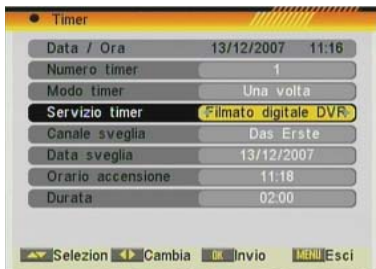 Timer
Data / Ora 13/12/2007 11:16
Numero timer 1
Modo timer Una volta
Servizio timer Filmato digitale DVR
Canale sveglia Das Erste
Data sveglia 13/12/2007
Orario accensione 11:18
Durata 02:00
Selezion Cambia OK Invio MENU Esci